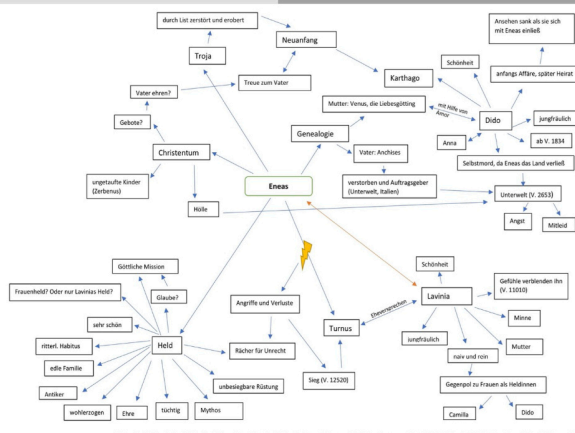 durch List zerstört und erobert
Troja
Neuanfang
Karthago
Schönheit
Ansehen sank als sie sich
mit Eneas einließ
anfangs Affäre, später Heirat
Vater ehren?
Treue zum Vater
Gebote?
Christentum
ungetaufte Kinder
(Zerbenus)
Hölle
Mutter: Venus, die Liebesgötting
Genealogie
Vater: Anchises
verstorben und Auftragsgeber
(Unterwelt, Italien)
mit Hilfe von
Amor
Dido
jungfräulich
ab V. 1834
Anna
Selbstmord, da Eneas das Land verließ
Unterwelt (V. 2653)
Angst
Mitleid
Eneas
Göttliche Mission
Frauenheld? Oder nur Lavinias Held?
Glaube?
sehr schön
ritterl. Habitus
Held
edle Familie
Antiker
wohlerzogen
Ehre
tüchtig
Mythos
unbesiegbare Rüstung
Rächer für Unrecht
Angriffe und Verluste
Sieg (V. 12520)
Turnus
Eheversprechen
Schönheit
Lavinia
Gefühle verblenden ihn
(V. 11010)
Minne
Mutter
jungfräulich
naiv und rein
Gegenpol zu Frauen als Heldinnen
Camilla
Dido